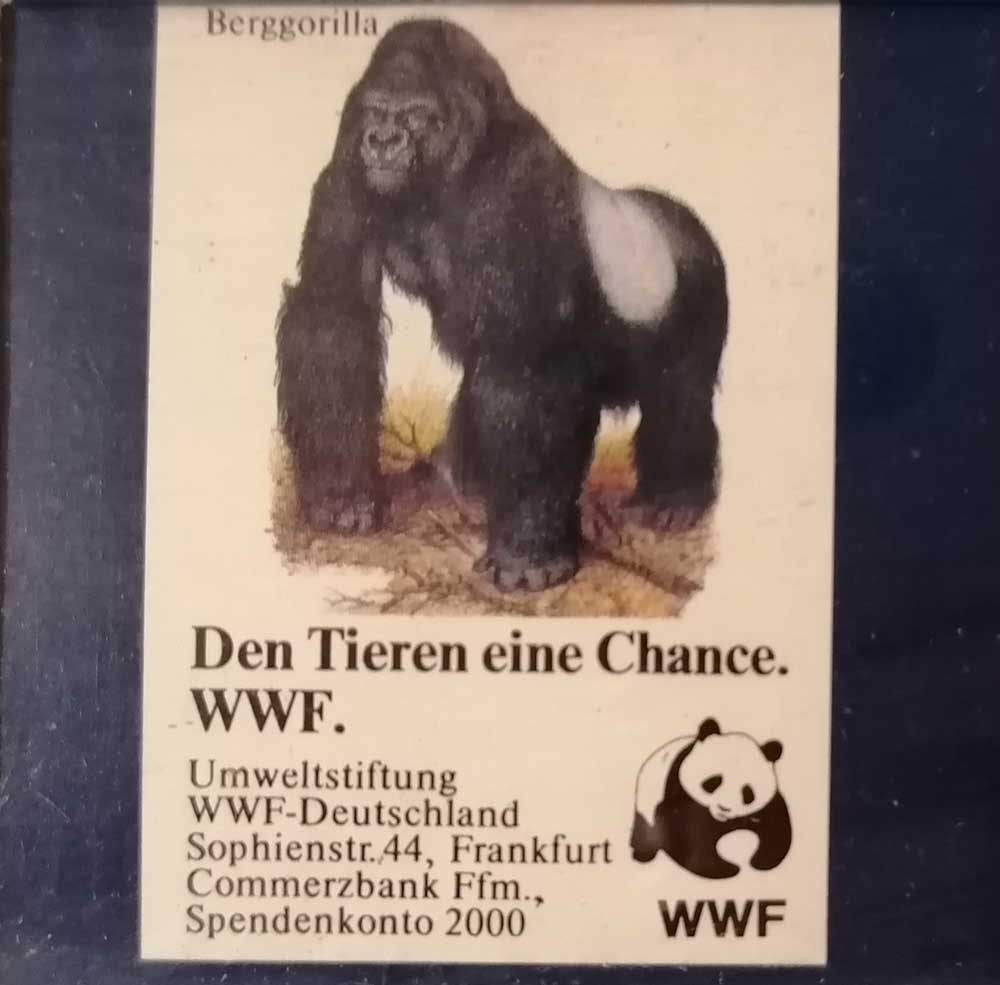 Berggorilla
Den Tieren eine Chance.
WWF.
Umweltstiftung
WWF-Deutschland
Sophienstr. 44, Frankfurt
Commerzbank Ffm.,
Spendenkonto 2000
WWF